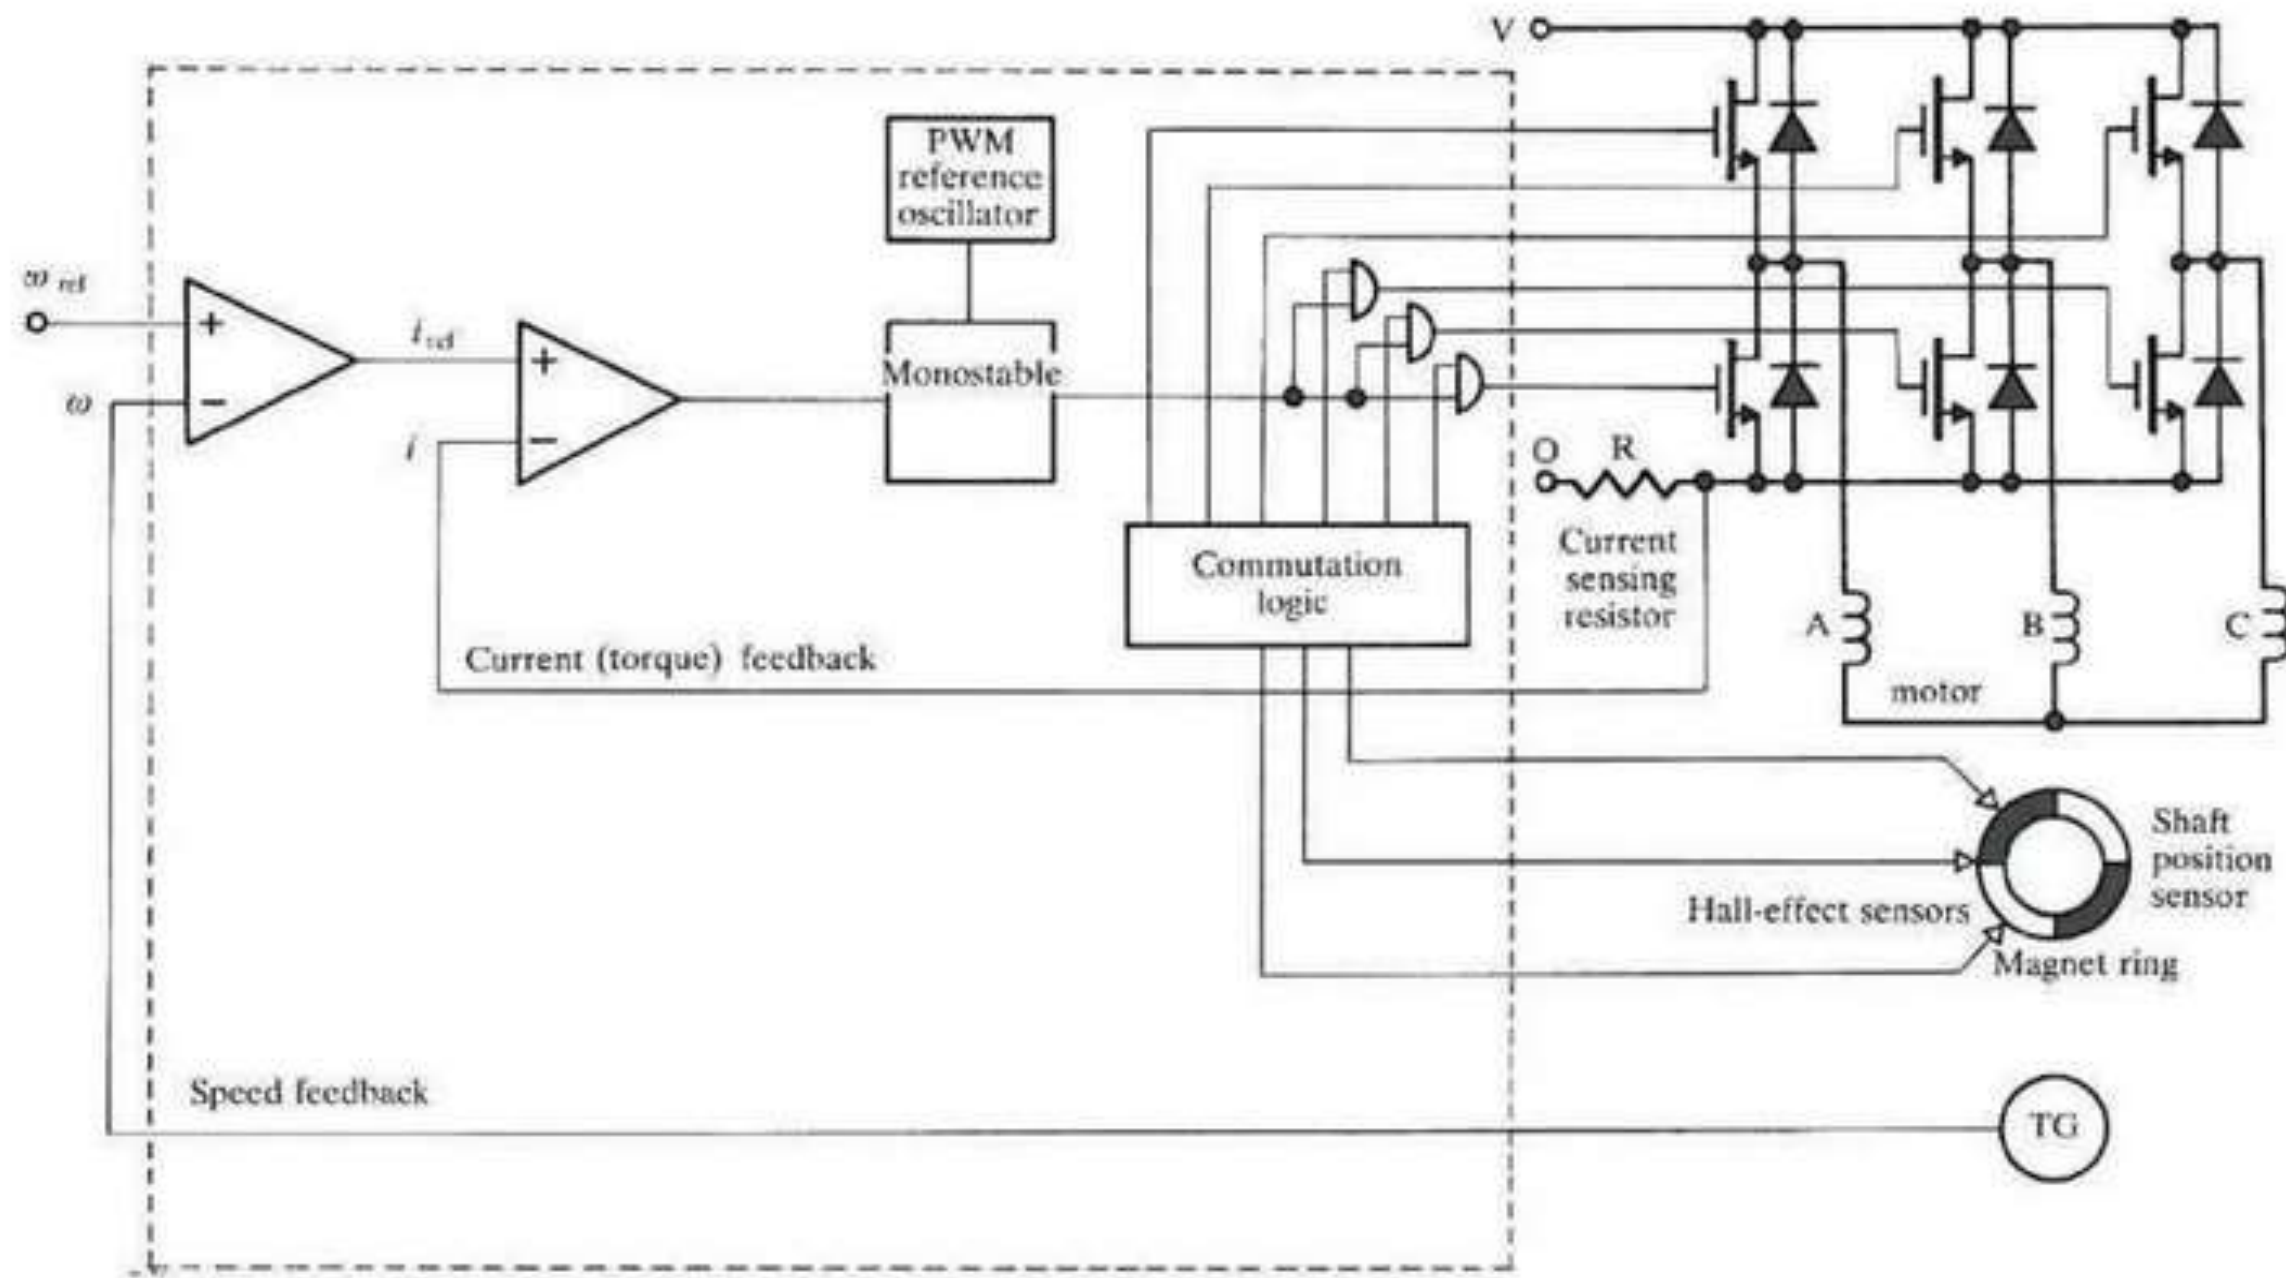 V
PWM
reference
oscillator
ω ref
+
i ref
+
ω
−
i
−
Monostable
O
R
Current
sensing
resistor
Commutation
logic
A
B
C
Current (torque) feedback
motor
Shaft
position
sensor
Hall-effect sensors
Magnet ring
Speed feedback
TG